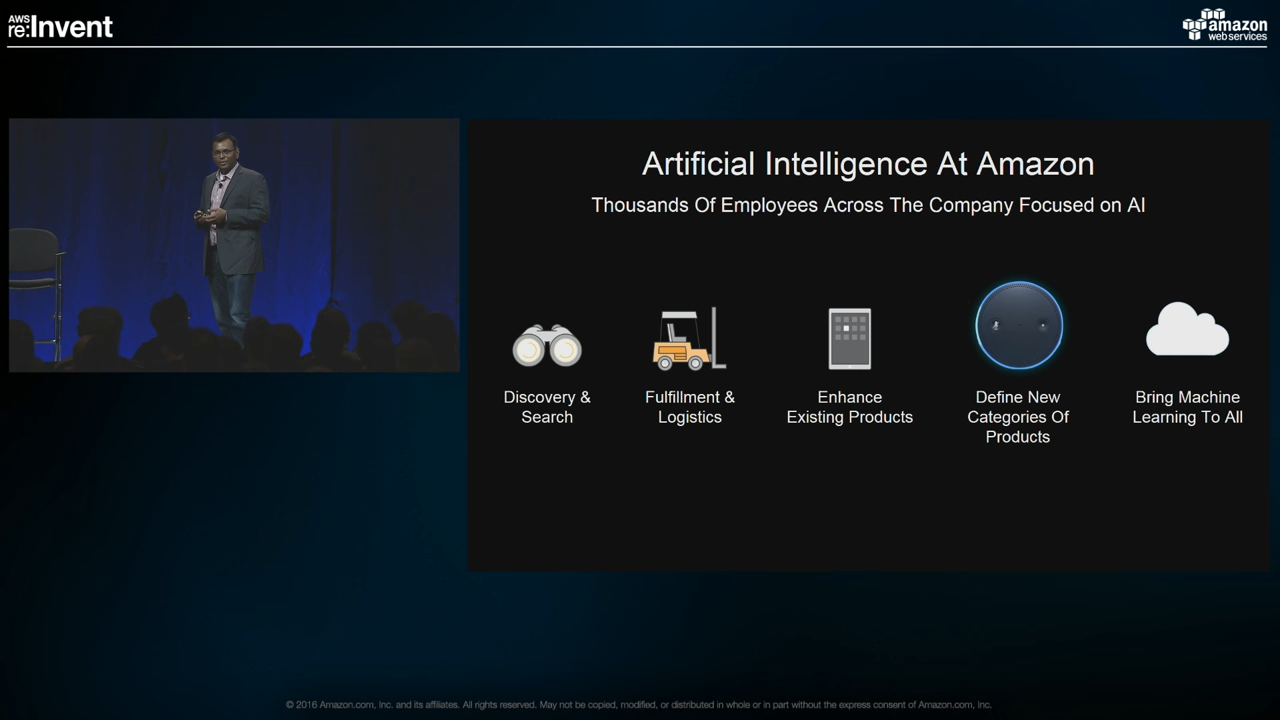 AWS
re:Invent
amazon
web services
Artificial Intelligence At Amazon
Thousands Of Employees Across The Company Focused on AI
Discovery &
Search
Fulfillment &
Logistics
Enhance
Existing Products
Define New
Categories Of
Products
Bring Machine
Learning To All
© 2016 Amazon.com, Inc. and its affiliates. All rights reserved. May not be copied, modified, or distributed in whole or in part without the express consent of Amazon.com, Inc.